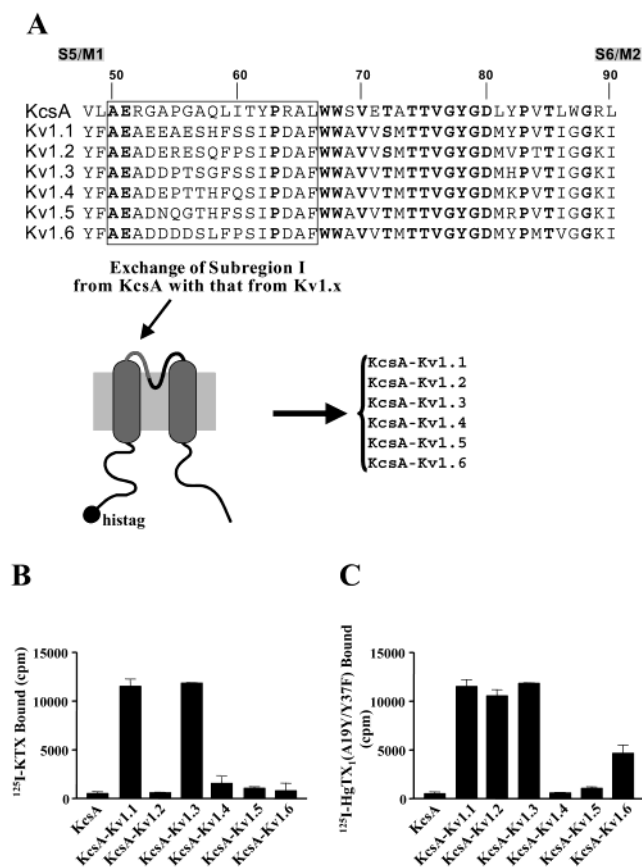 A
S5/M1 S6/M2
50 60 70 80 90
KcsA VLAERGAPGAQLITYPRALWWSVETATTVGYGDLYPVTLWGRL
Kv1.1 YFAEAEEAESHFSSIPDAFWWAVVSMTTVGYGDMYPVTIGGKI
Kv1.2 YFAEADERESQFPSIPDAFWWAVVSMTTVGYGDMVPTTIGGKI
Kv1.3 YFAEADDPTSGFSSIPDAFWWAVVTMTTVGYGDMHPVTIGGKI
Kv1.4 YFAEADEPTTHFQSIPDAFWWAVVTMTTVGYGDMKPITVGGKI
Kv1.5 YFAEADNQGTHFSSIPDAFWWAVVTMTTVGYGDMRPVTIGGKI
Kv1.6 YFAEADDDDSLFPSIPDAFWWAVVTMTTVGYGDMYPMTVGGKI
Exchange of Subregion I
from KcsA with that from Kv1.x
KcsA-Kv1.1
KcsA-Kv1.2
KcsA-Kv1.3
KcsA-Kv1.4
KcsA-Kv1.5
KcsA-Kv1.6
histag
B
125I-KTX Bound (cpm)
15000
10000
5000
0
KcsA
KcsA-Kv1.1
KcsA-Kv1.2
KcsA-Kv1.3
KcsA-Kv1.4
KcsA-Kv1.5
KcsA-Kv1.6
C
125I-HgTX1(A19Y/Y37F) Bound
(cpm)
15000
10000
5000
0
KcsA
KcsA-Kv1.1
KcsA-Kv1.2
KcsA-Kv1.3
KcsA-Kv1.4
KcsA-Kv1.5
KcsA-Kv1.6